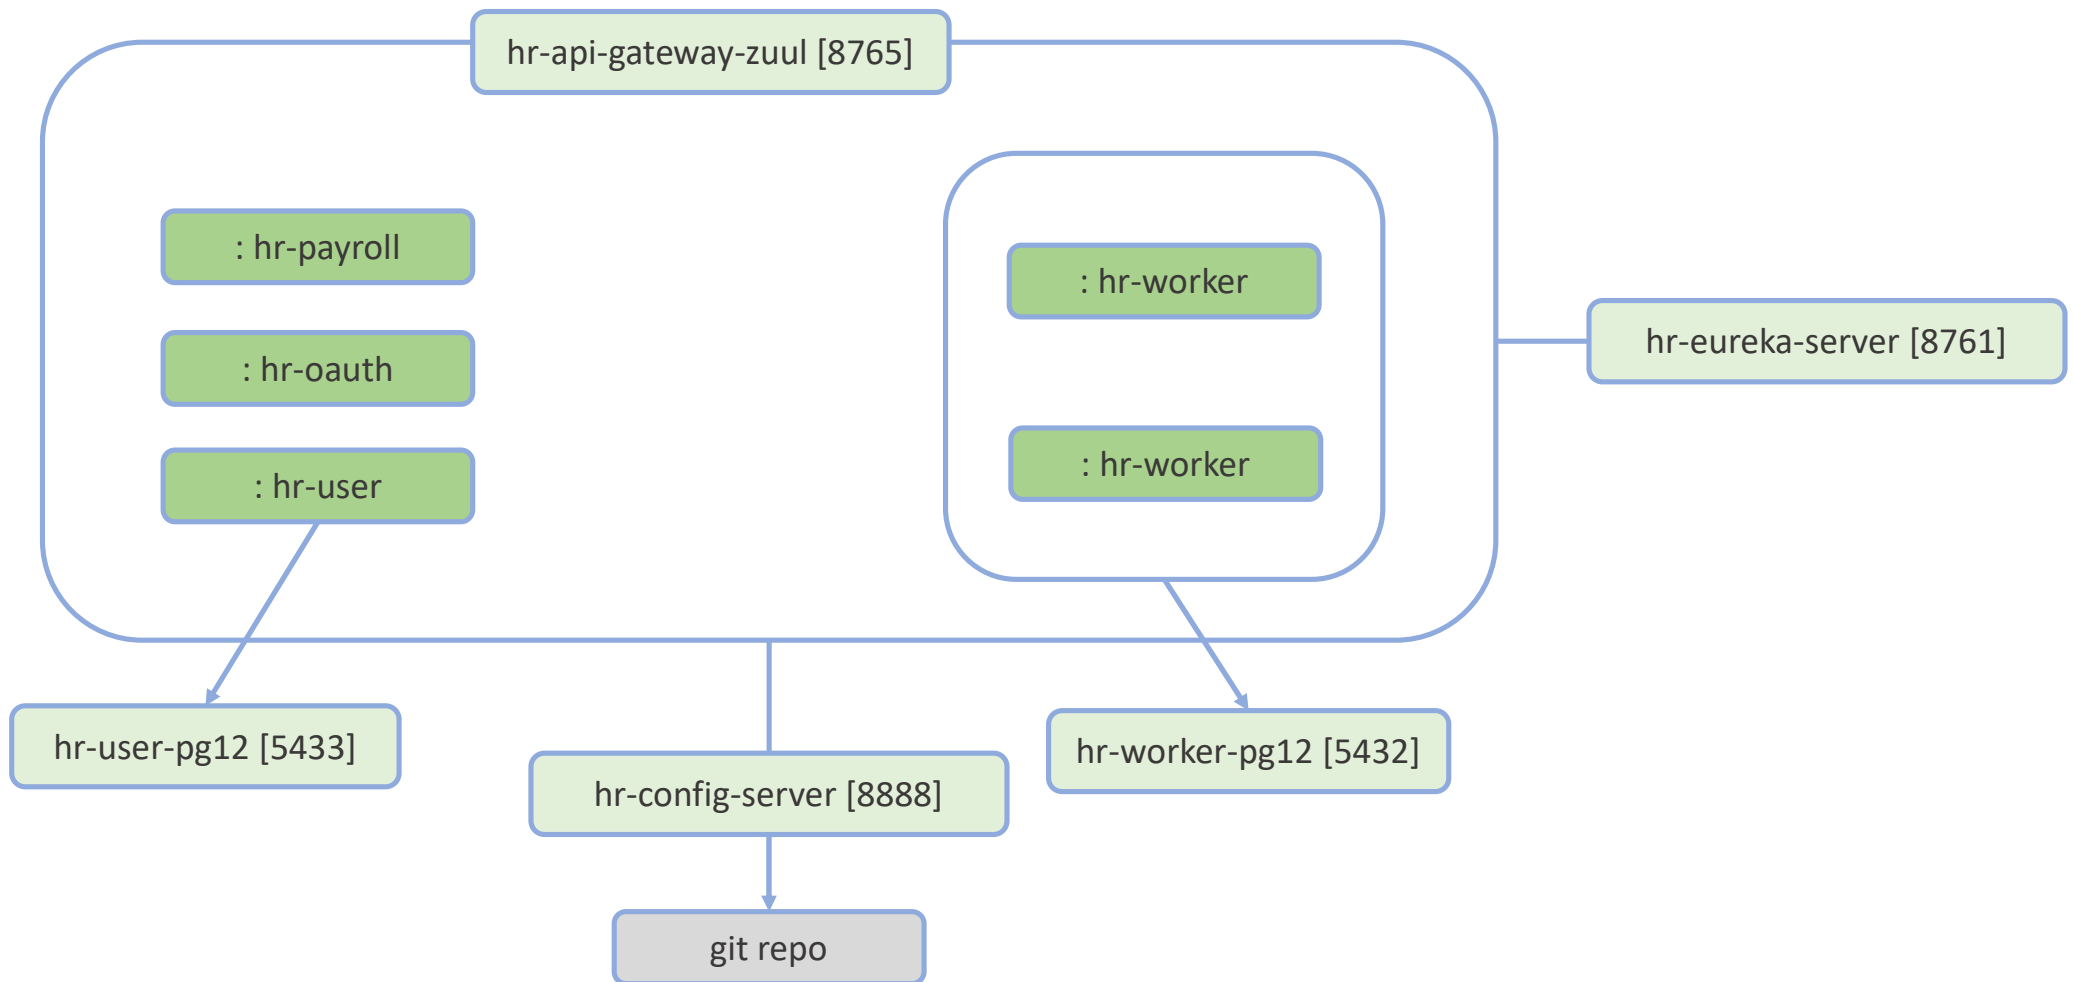 hr-api-gateway-zuul [8765]
: hr-payroll
: hr-worker
hr-eureka-server [8761]
: hr-oauth
: hr-worker
: hr-user
hr-user-pg12 [5433]
hr-worker-pg12 [5432]
hr-config-server [8888]
git repo